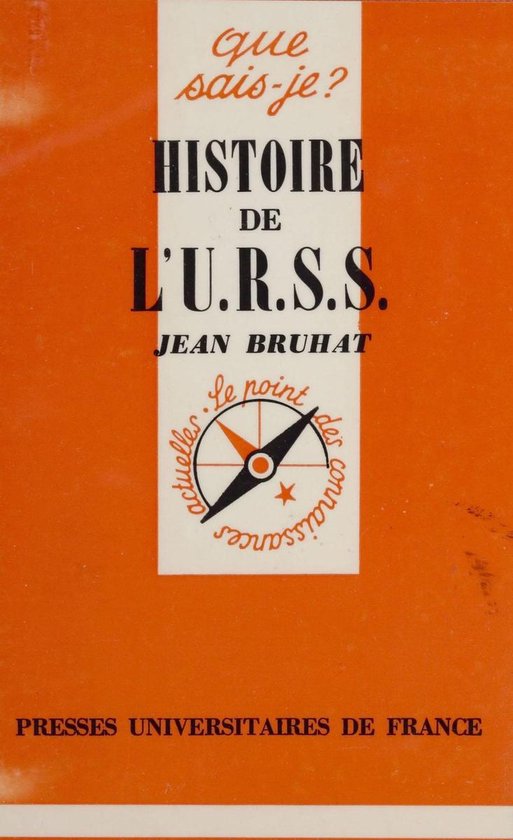 que
sais-je?
HISTOIRE
DE
L'U.R.S.S.
JEAN BRUHAT
Le point des connaissances actuelles.
PRESSES UNIVERSITAIRES DE FRANCE